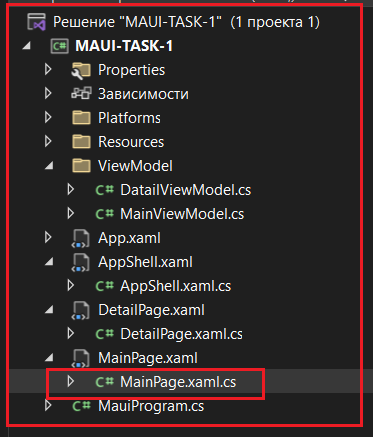 Решение "MAUI-TASK-1" (1 проекта 1)
MAUI-TASK-1
Properties
Зависимости
Platforms
Resources
ViewModel
C# DatailViewModel.cs
C# MainViewModel.cs
App.xaml
AppShell.xaml
C# AppShell.xaml.cs
DetailPage.xaml
C# DetailPage.xaml.cs
MainPage.xaml
C# MainPage.xaml.cs
C# MauiProgram.cs